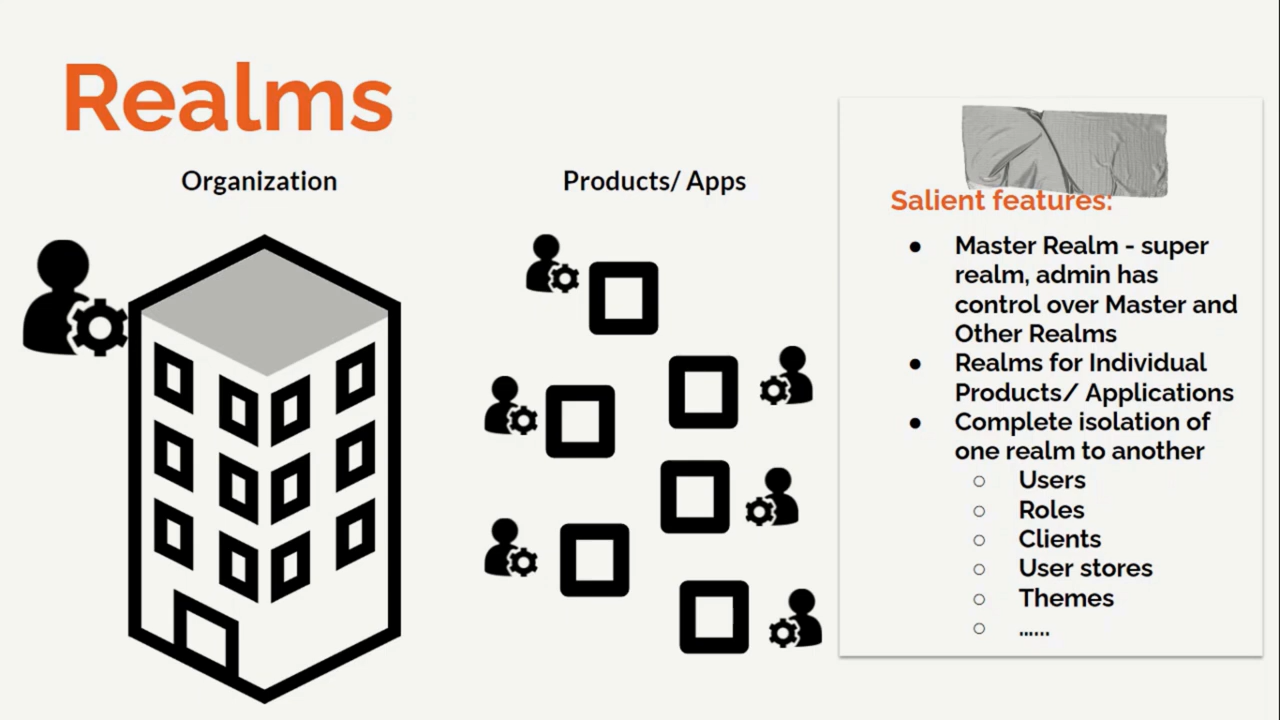 Realms
Organization
Products/ Apps
Salient features:
● Master Realm - super
realm, admin has
control over Master and
Other Realms
● Realms for Individual
Products/ Applications
● Complete isolation of
one realm to another
○ Users
○ Roles
○ Clients
○ User stores
○ Themes
○ ......